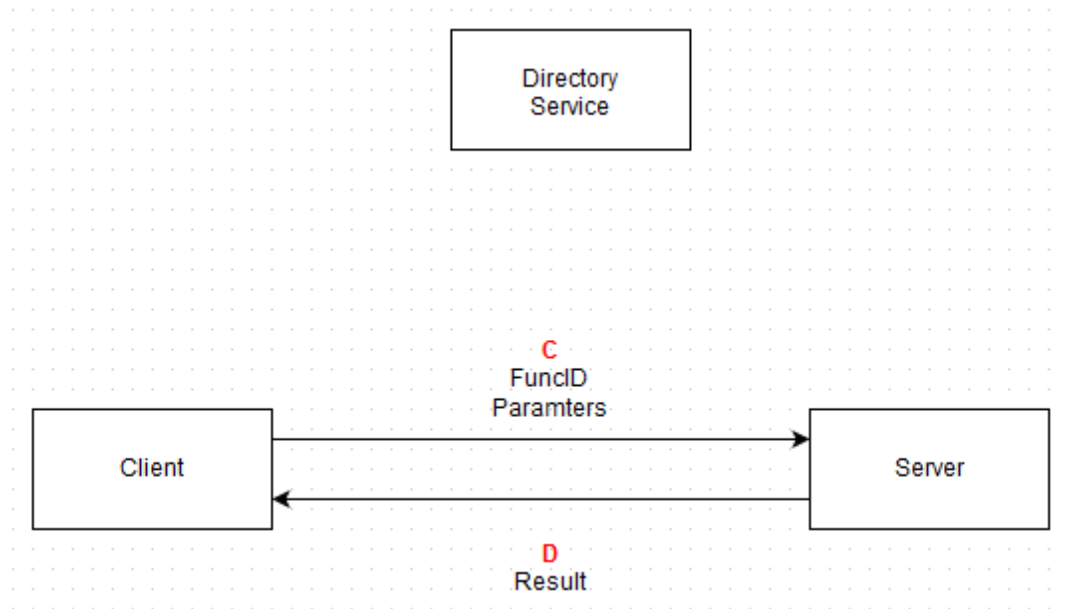 Directory
Service
C
FuncID
Paramters
Client
Server
D
Result